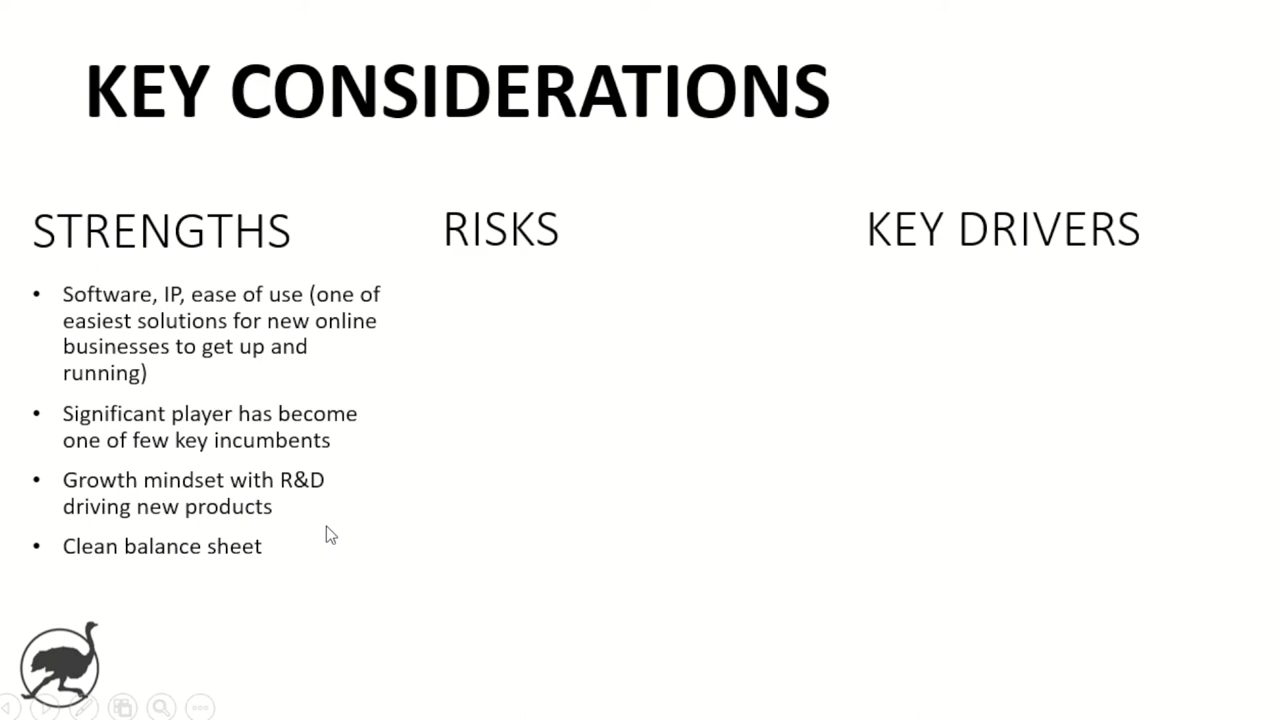 KEY CONSIDERATIONS
STRENGTHS
• Software, IP, ease of use (one of
easiest solutions for new online
businesses to get up and
running)
• Significant player has become
one of few key incumbents
• Growth mindset with R&D
driving new products
• Clean balance sheet
RISKS
KEY DRIVERS